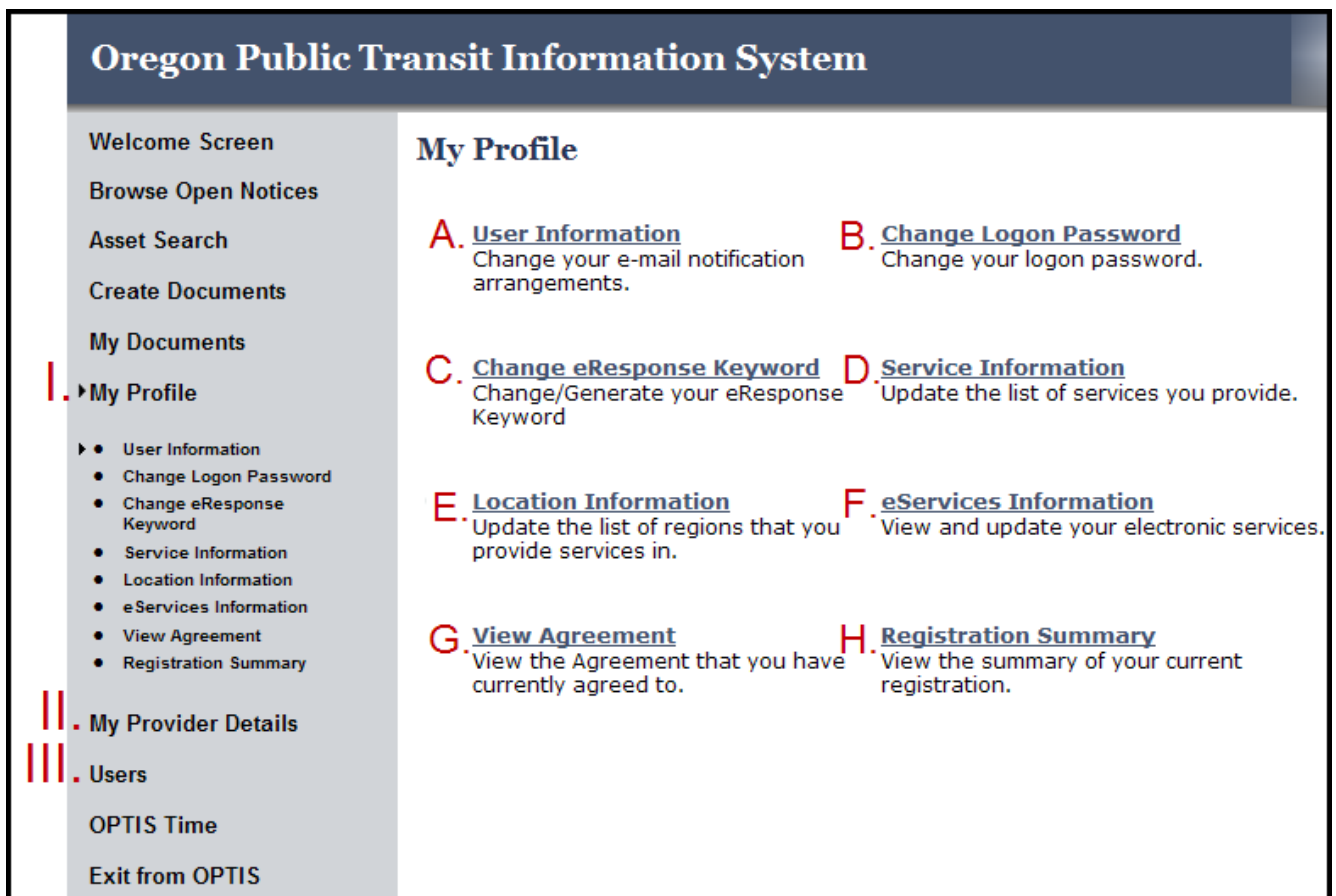 Oregon Public Transit Information System
Welcome Screen
Browse Open Notices
Asset Search
Create Documents
My Documents
I. My Profile
User Information
Change Logon Password
Change eResponse
Keyword
Service Information
Location Information
eServices Information
View Agreement
Registration Summary
II. My Provider Details
III. Users
OPTIS Time
Exit from OPTIS
My Profile
A. User Information
Change your e-mail notification
arrangements.
B. Change Logon Password
Change your logon password.
C. Change eResponse Keyword
Change/Generate your eResponse
Keyword
D. Service Information
Update the list of services you provide.
E. Location Information
Update the list of regions that you
provide services in.
F. eServices Information
View and update your electronic services.
G. View Agreement
View the Agreement that you have
currently agreed to.
H. Registration Summary
View the summary of your current
registration.